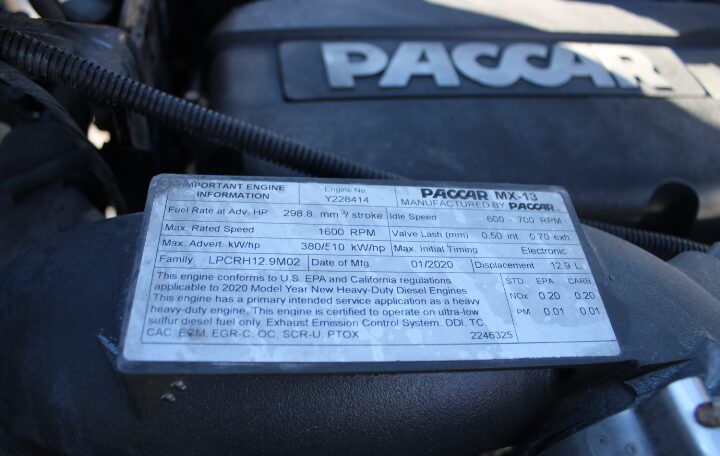 PACCAR
IMPORTANT ENGINE INFORMATION
Engine No
Y228414
PACCAR MX-13
MANUFACTURED BY PACCAR
Fuel Rate at Adv. HP 298.8 mm³/stroke Idle Speed 600 - 700 RPM
Max. Rated Speed 1600 RPM Valve Lash (mm) 0.50 int 0.70 exh
Max. Advert kW/hp 380/510 kW/hp Max. Initial Timing Electronic
Family LPCRH12.9M02 Date of Mfg 01/2020 Displacement 12.9 L
This engine conforms to U.S. EPA and California regulations
applicable to 2020 Model Year New Heavy-Duty Diesel Engines.
This engine has a primary intended service application as a heavy
heavy-duty engine. This engine is certified to operate on ultra-low
sulfur diesel fuel only. Exhaust Emission Control System: DDI, TC,
CAC, ECM, EGR-C, OC, SCR-U, PTOX
2246325
STD EPA CARB
NOx 0.20 0.20
PM 0.01 0.01